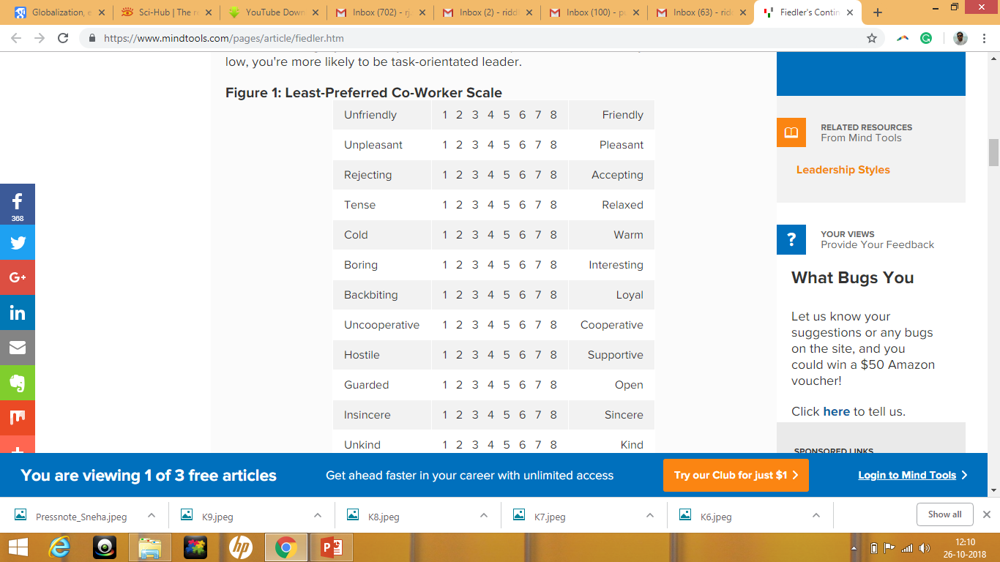 Globalization, e
Sci-Hub | The r
YouTube Down
Inbox (702) - rj
Inbox (2) - riddl
Inbox (100) - p
Inbox (63) - rid
Fiedler's Contin
https://www.mindtools.com/pages/article/fiedler.htm
low, you're more likely to be task-orientated leader.
Figure 1: Least-Preferred Co-Worker Scale
Unfriendly 1 2 3 4 5 6 7 8 Friendly
Unpleasant 1 2 3 4 5 6 7 8 Pleasant
Rejecting 1 2 3 4 5 6 7 8 Accepting
Tense 1 2 3 4 5 6 7 8 Relaxed
Cold 1 2 3 4 5 6 7 8 Warm
Boring 1 2 3 4 5 6 7 8 Interesting
Backbiting 1 2 3 4 5 6 7 8 Loyal
Uncooperative 1 2 3 4 5 6 7 8 Cooperative
Hostile 1 2 3 4 5 6 7 8 Supportive
Guarded 1 2 3 4 5 6 7 8 Open
Insincere 1 2 3 4 5 6 7 8 Sincere
Unkind 1 2 3 4 5 6 7 8 Kind
f
368
G+
in
RELATED RESOURCES
From Mind Tools
Leadership Styles
?
YOUR VIEWS
Provide Your Feedback
What Bugs You
Let us know your
suggestions or any bugs
on the site, and you
could win a $50 Amazon
voucher!
Click here to tell us.
SPONSORED LINKS
You are viewing 1 of 3 free articles
Get ahead faster in your career with unlimited access
Try our Club for just $1
Login to Mind Tools
Pressnote_Sneha.jpeg
K9.jpeg
K8.jpeg
K7.jpeg
K6.jpeg
Show all
hp
P
12:10
26-10-2018